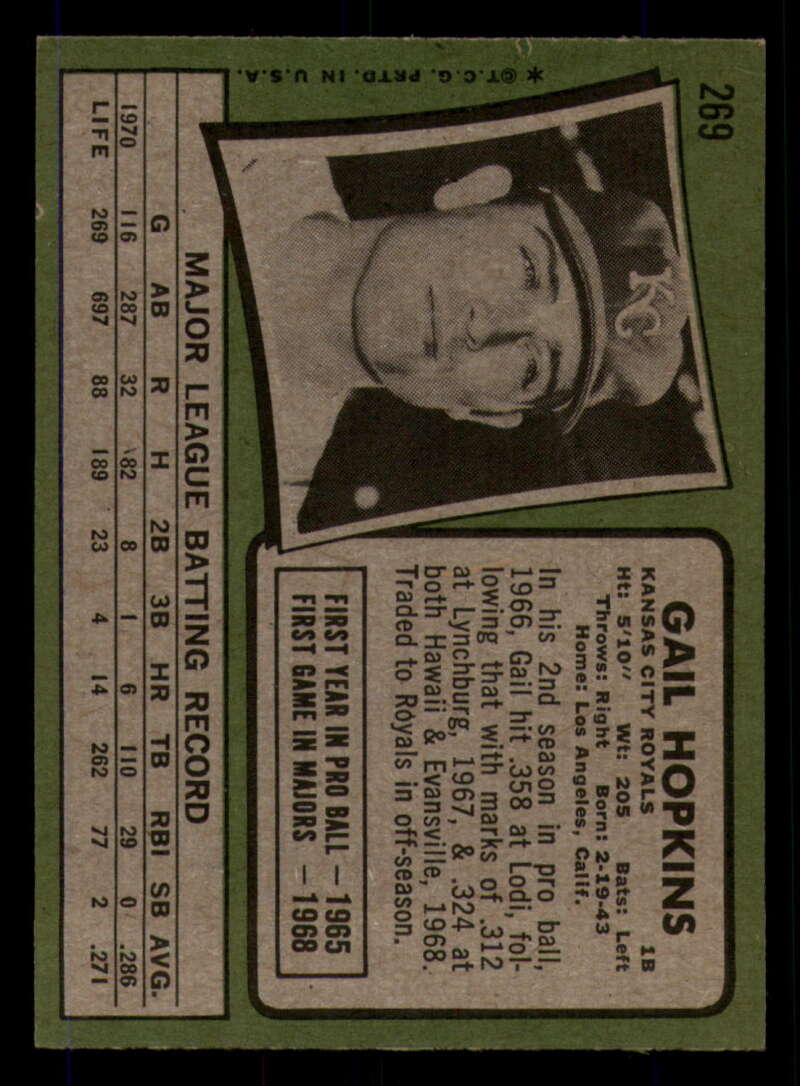 269
KC
* © T.C.G. PRTD. IN U.S.A.
GAIL HOPKINS
KANSAS CITY ROYALS 1B
Ht: 5'10" Wt: 205 Bats: Left
Throws: Right Born: 2-19-43
Home: Los Angeles, Calif.
In his 2nd season in pro ball,
1966, Gail hit .358 at Lodi, fol-
lowing that with marks of .312
at Lynchburg, 1967, & .324 at
both Hawaii & Evansville, 1968.
Traded to Royals in off-season.
FIRST YEAR IN PRO BALL — 1965
FIRST GAME IN MAJORS — 1968
MAJOR LEAGUE BATTING RECORD
G AB R H 2B 3B HR TB RBI SB AVG.
1970 116 287 32 82 8 1 6 110 29 0 .286
LIFE 269 697 88 189 23 4 14 262 77 2 .271